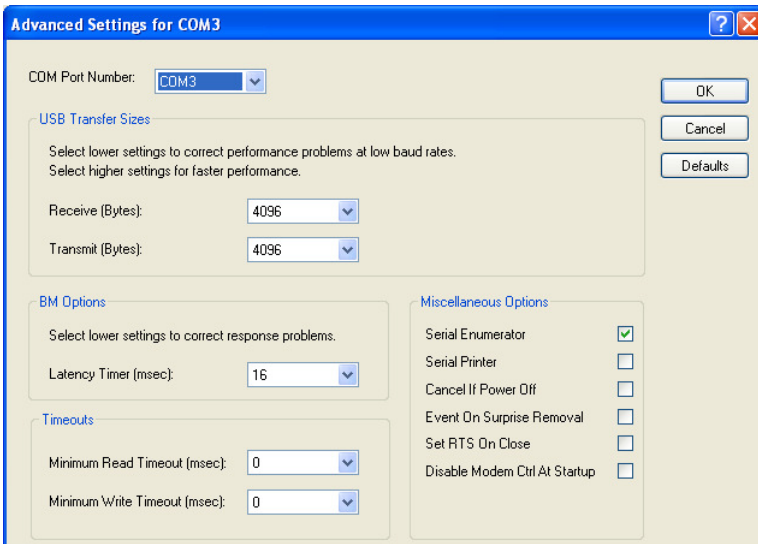 Advanced Settings for COM3
COM Port Number: COM3
OK
Cancel
Defaults
USB Transfer Sizes
Select lower settings to correct performance problems at low baud rates.
Select higher settings for faster performance.
Receive (Bytes): 4096
Transmit (Bytes): 4096
BM Options
Select lower settings to correct response problems.
Latency Timer (msec): 16
Timeouts
Minimum Read Timeout (msec): 0
Minimum Write Timeout (msec): 0
Miscellaneous Options
Serial Enumerator
Serial Printer
Cancel If Power Off
Event On Surprise Removal
Set RTS On Close
Disable Modem Ctrl At Startup